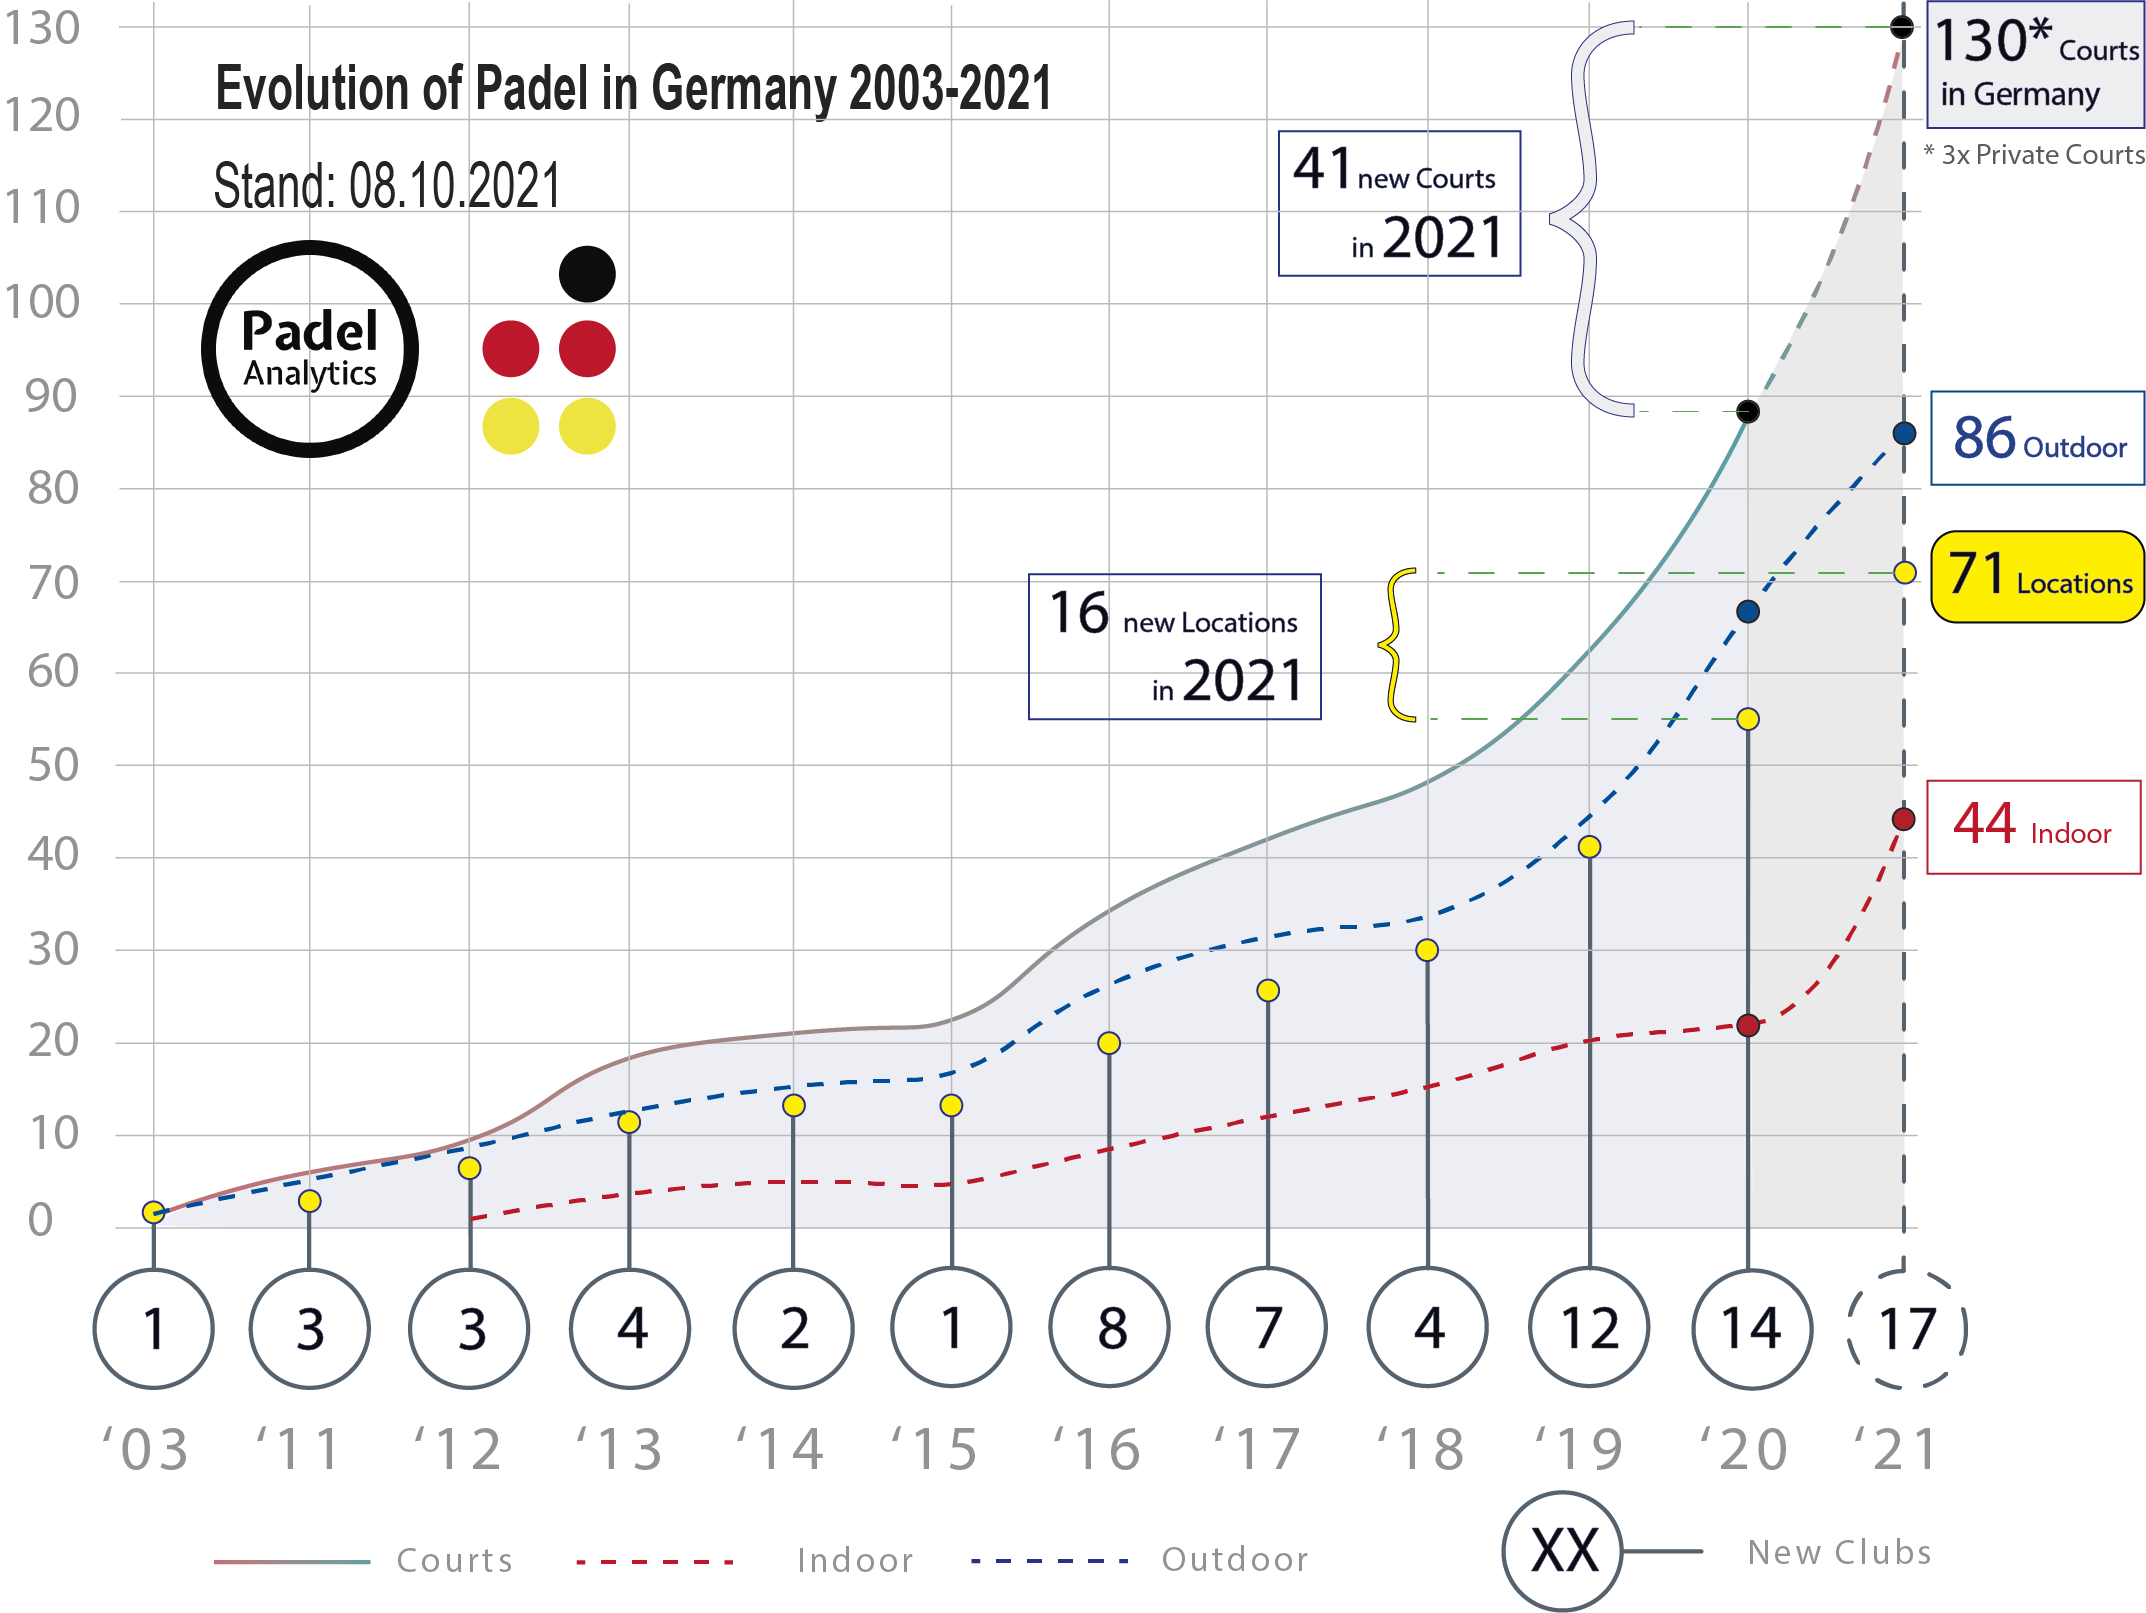 130
120
110
100
90
80
70
60
50
40
30
20
10
0
Evolution of Padel in Germany 2003-2021
Stand: 08.10.2021
Padel
Analytics
41 new Courts
in 2021
16 new Locations
in 2021
130* Courts
in Germany
* 3x Private Courts
86 Outdoor
71 Locations
44 Indoor
1 3 3 4 2 1 8 7 4 12 14 17
‘03 ‘11 ‘12 ‘13 ‘14 ‘15 ‘16 ‘17 ‘18 ‘19 ‘20 ‘21
Courts Indoor Outdoor XX New Clubs